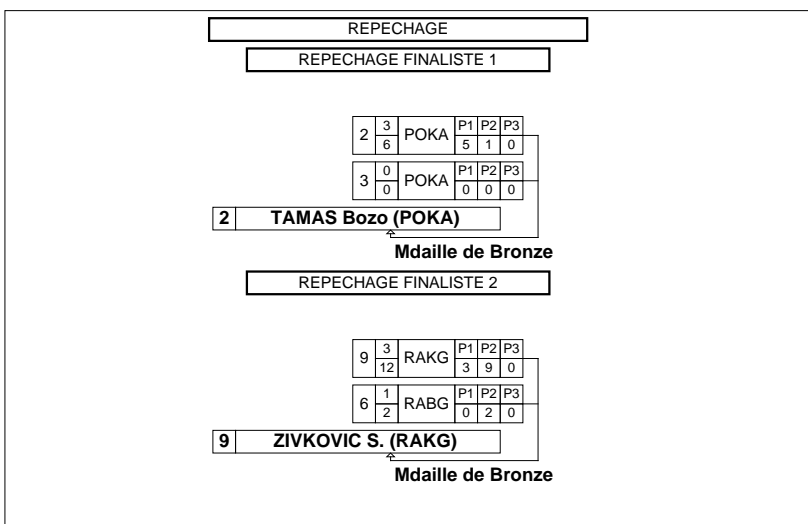 REPECHAGE
REPECHAGE FINALISTE 1
2 3 POKA P1 P2 P3
6 5 1 0
3 0 POKA P1 P2 P3
0 0 0 0
2 TAMAS Bozo (POKA)
Mdaille de Bronze
REPECHAGE FINALISTE 2
9 3 RAKG P1 P2 P3
12 3 9 0
6 1 RABG P1 P2 P3
2 0 2 0
9 ZIVKOVIC S. (RAKG)
Mdaille de Bronze